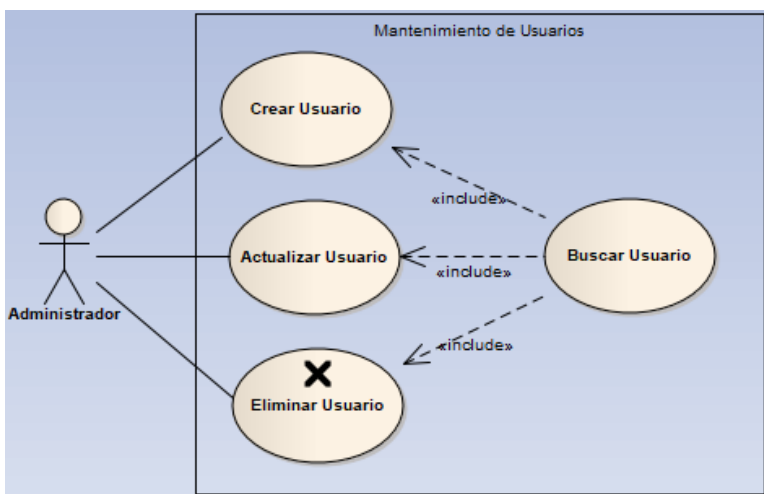 Mantenimiento de Usuarios
Crear Usuario
«include»
Actualizar Usuario
«include»
Buscar Usuario
Administrador
«include»
Eliminar Usuario